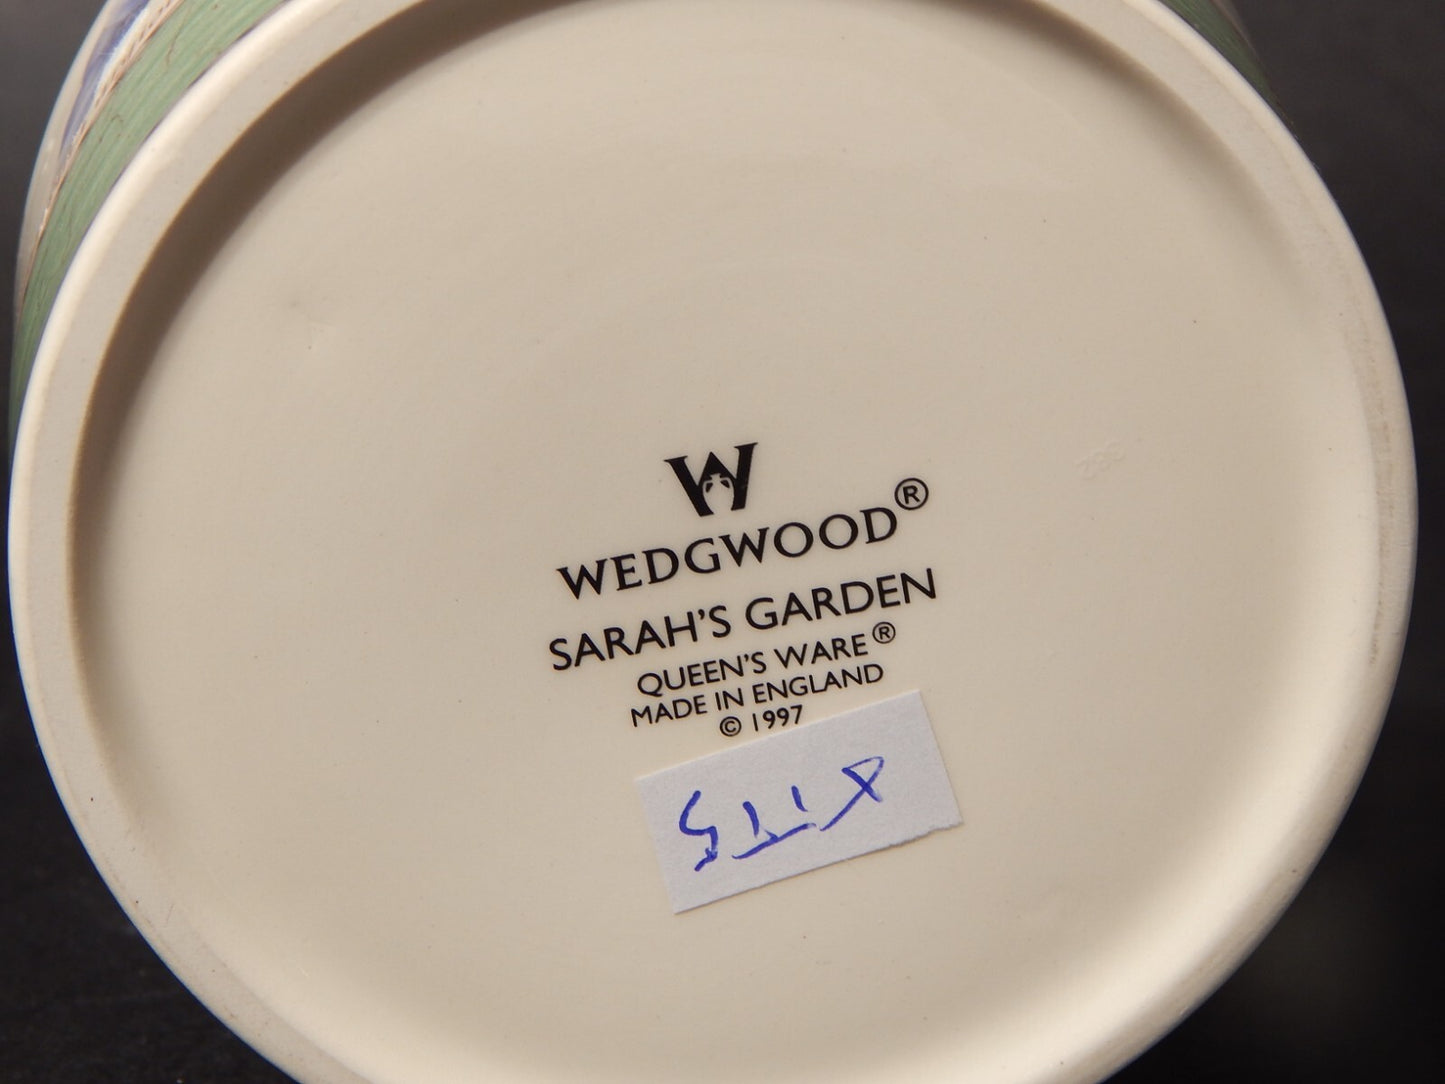 W
WEDGWOOD®
SARAH'S GARDEN
QUEEN'S WARE®
MADE IN ENGLAND
© 1997